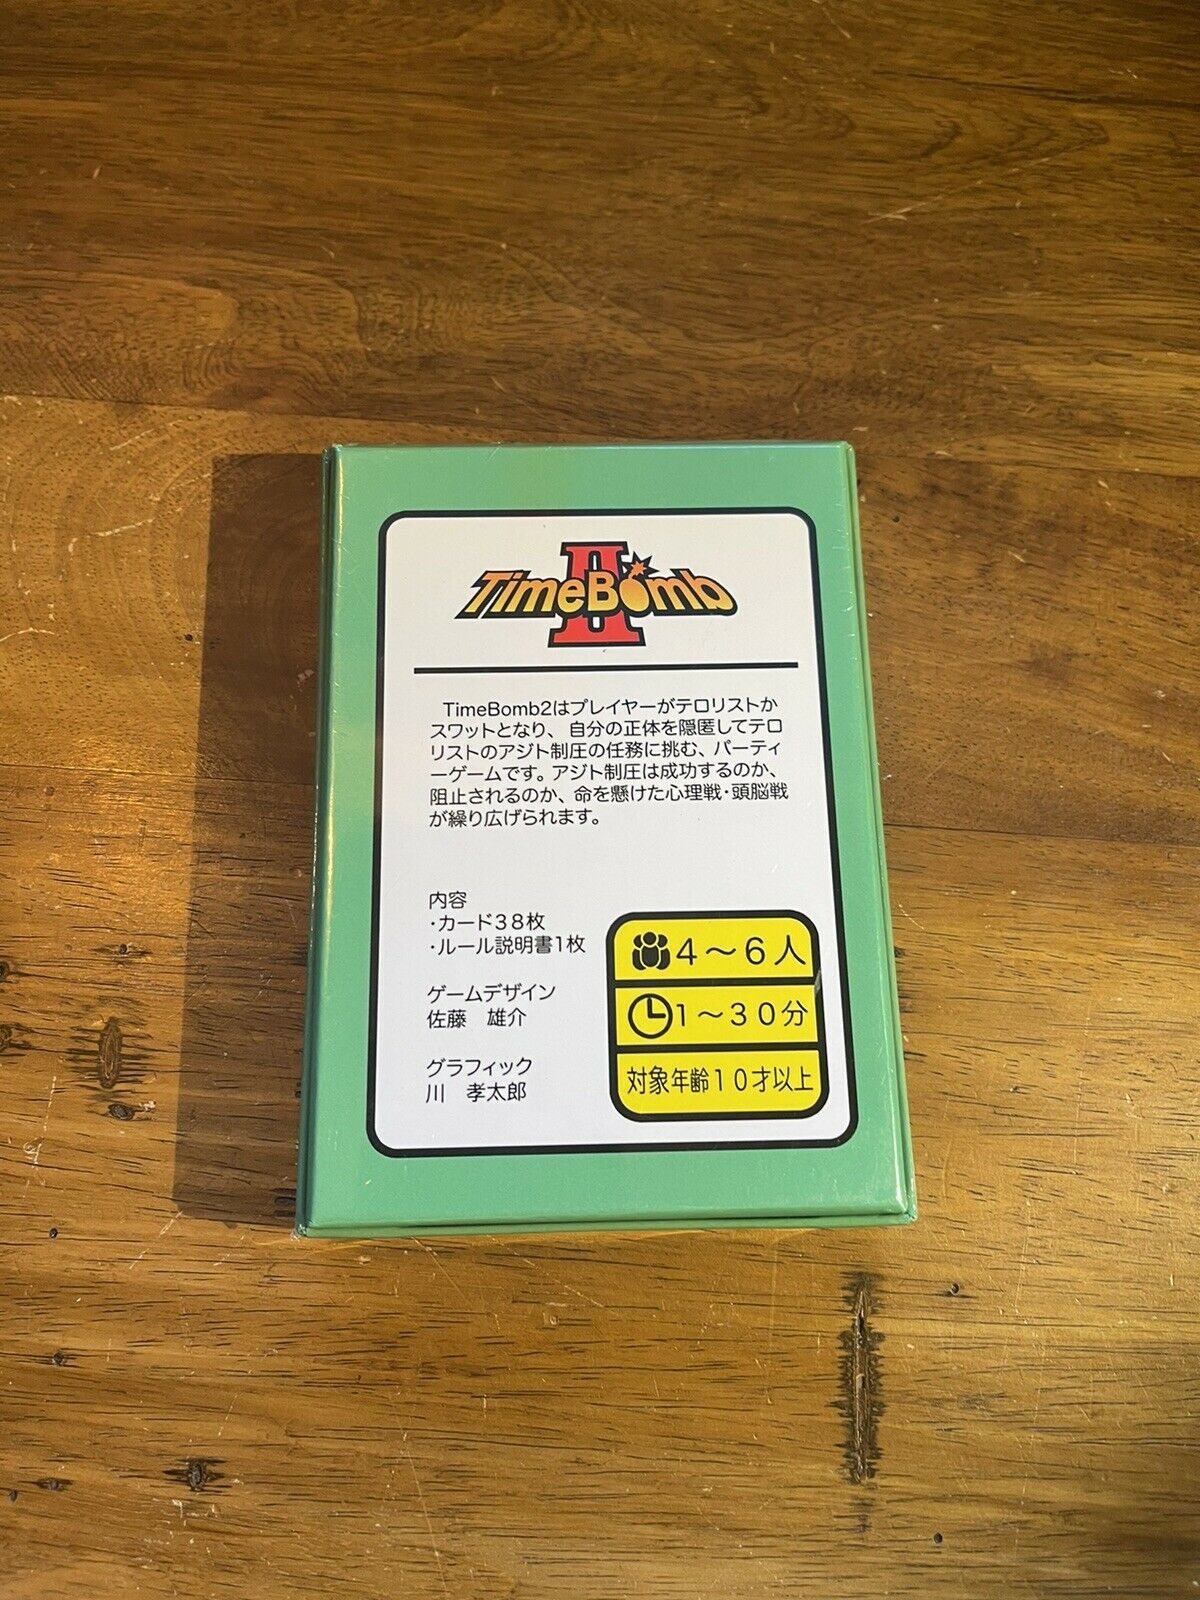 TimeBomb II
TimeBomb2はプレイヤーがテロリストか
スワットとなり、自分の正体を隠匿してテロ
リストのアジト制圧の任務に挑む、パーティ
ーゲームです。アジト制圧は成功するのか、
阻止されるのか、命を懸けた心理戦・頭脳戦
が繰り広げられます。
内容
・カード38枚
・ルール説明書1枚
ゲームデザイン
佐藤　雄介
グラフィック
川　孝太郎
4～6人
1～30分
対象年齢10才以上